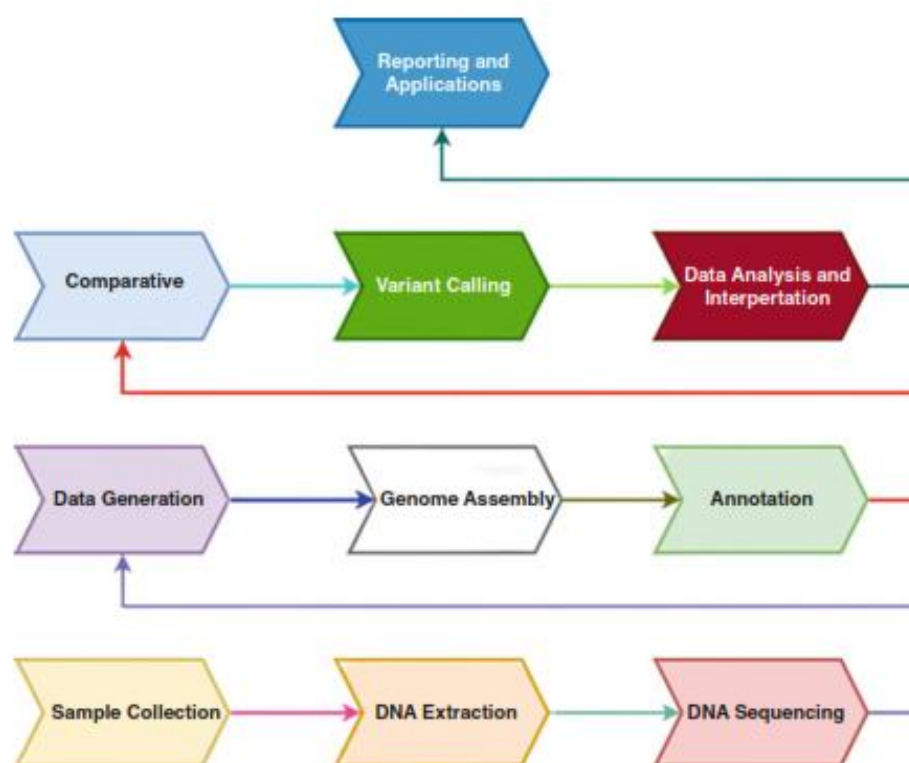 Reporting and
Applications
Comparative
Variant Calling
Data Analysis and
Interpertation
Data Generation
Genome Assembly
Annotation
Sample Collection
DNA Extraction
DNA Sequencing